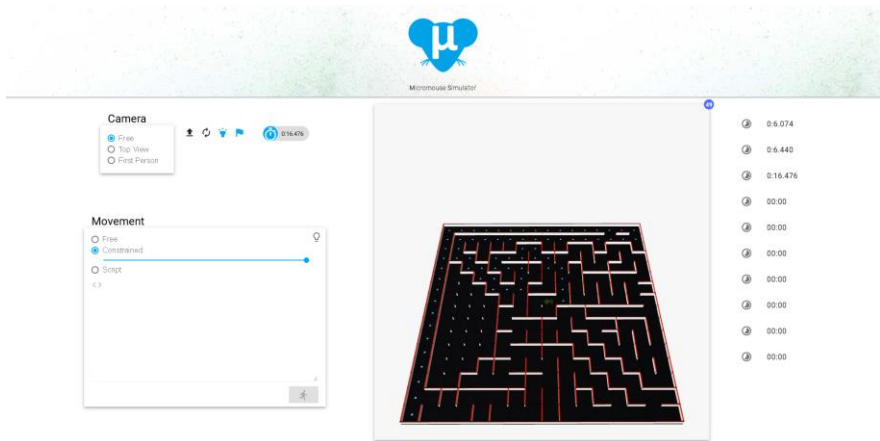 µ
Micromouse Simulator
49
Camera
Free
Top View
First Person
0:16.476
Movement
Free
Constrained
Script
< >
0:6.074
0:6.440
0:16.476
00:00
00:00
00:00
00:00
00:00
00:00
00:00